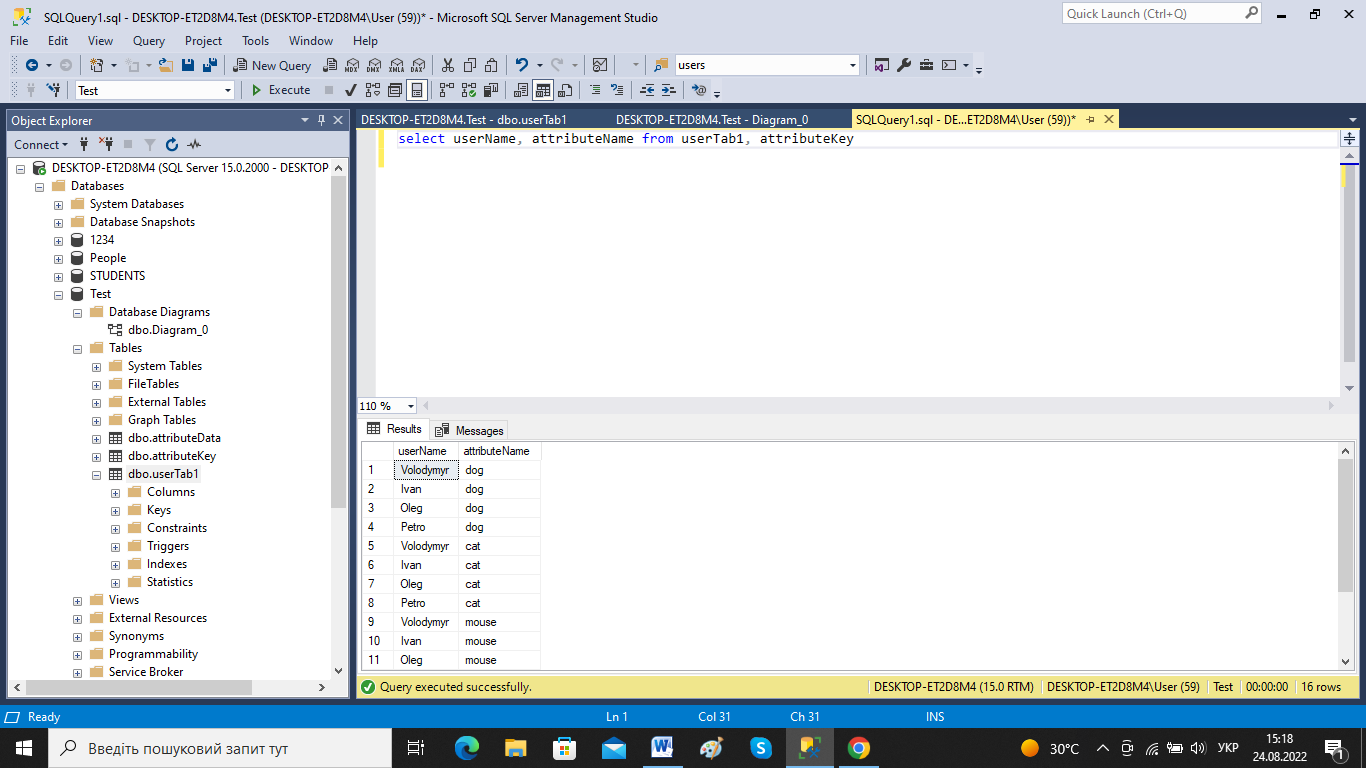 SQLQuery1.sql - DESKTOP-ET2D8M4.Test (DESKTOP-ET2D8M4\User (59))* - Microsoft SQL Server Management Studio
Quick Launch (Ctrl+Q)
File Edit View Query Project Tools Window Help
New Query MDX DMX XMLA DAX users
Test Execute
Object Explorer
Connect
DESKTOP-ET2D8M4 (SQL Server 15.0.2000 - DESKTOP
Databases
System Databases
Database Snapshots
1234
People
STUDENTS
Test
Database Diagrams
dbo.Diagram_0
Tables
System Tables
FileTables
External Tables
Graph Tables
dbo.attributeData
dbo.attributeKey
dbo.userTab1
Columns
Keys
Constraints
Triggers
Indexes
Statistics
Views
External Resources
Synonyms
Programmability
Service Broker
DESKTOP-ET2D8M4.Test - dbo.userTab1
DESKTOP-ET2D8M4.Test - Diagram_0
SQLQuery1.sql - DE...ET2D8M4\User (59))*
select userName, attributeName from userTab1, attributeKey
110 %
Results Messages
userName attributeName
1 Volodymyr dog
2 Ivan dog
3 Oleg dog
4 Petro dog
5 Volodymyr cat
6 Ivan cat
7 Oleg cat
8 Petro cat
9 Volodymyr mouse
10 Ivan mouse
11 Oleg mouse
Query executed successfully. DESKTOP-ET2D8M4 (15.0 RTM) DESKTOP-ET2D8M4\User (59) Test 00:00:00 16 rows
Ready Ln 1 Col 31 Ch 31 INS
Введіть пошуковий запит тут
30°C
УКР
15:18
24.08.2022
1